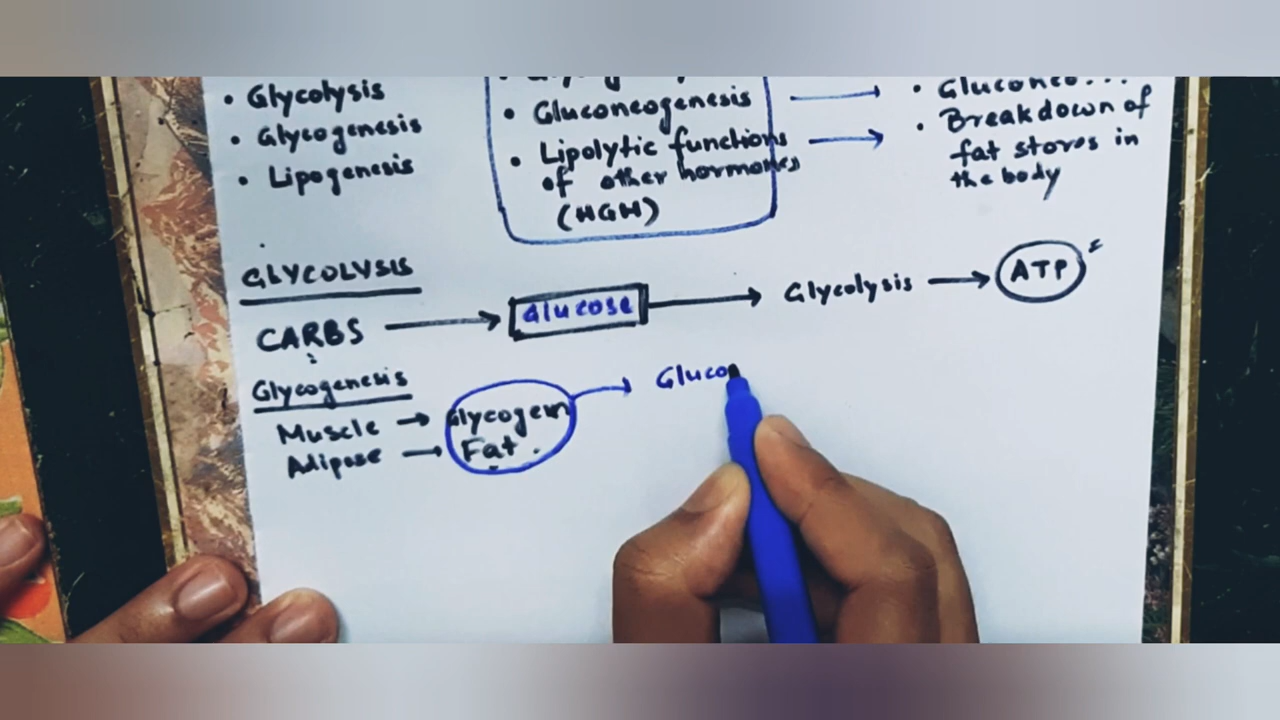 • Glycolysis
• Glycogenesis
• Lipogenesis
• Gluconeogenesis
• Lipolytic functions
of other hormones
(HGH)
• Gluconeo...
• Breakdown of
fat stores in
the body
GLYCOLYSIS
CARBS → Glucose → Glycolysis → ATP
Glycogenesis
Muscle →
Adipose →
Glycogen
Fat
→ Gluco